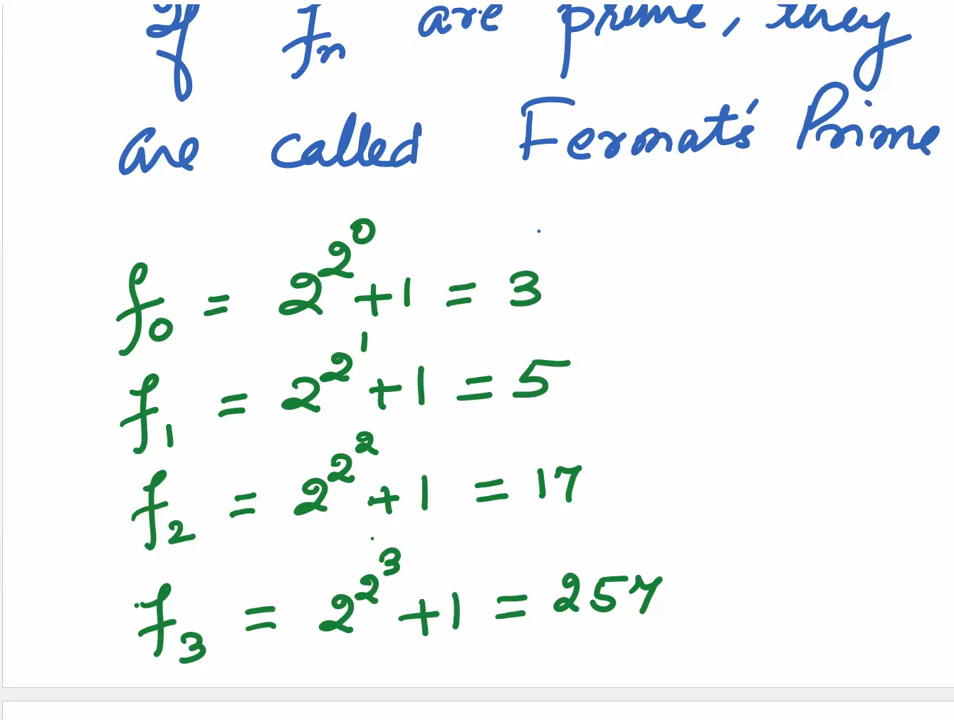 If fn are prime, they
are called Fermat's Prime
f₀ = 2^2^0 + 1 = 3
f₁ = 2^2^1 + 1 = 5
f₂ = 2^2^2 + 1 = 17
f₃ = 2^2^3 + 1 = 257